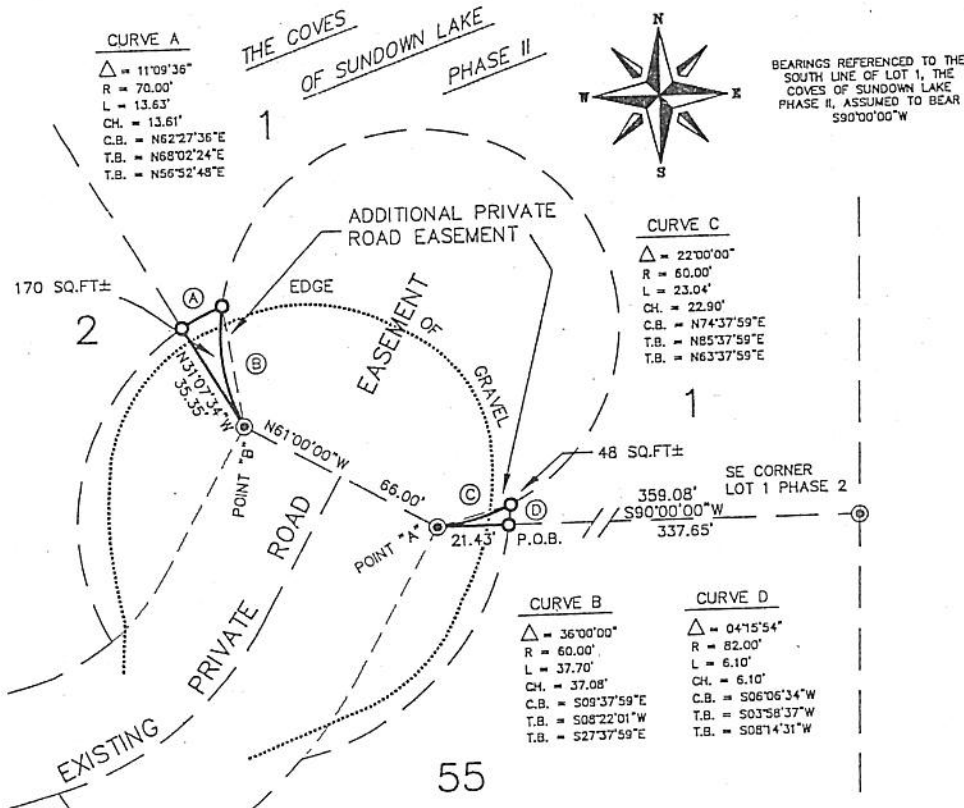 THE COVES
OF SUNDOWN LAKE
PHASE II
CURVE A
Δ = 11°09'36"
R = 70.00'
L = 13.63'
CH. = 13.61'
C.B. = N62°27'36"E
T.B. = N68°02'24"E
T.B. = N56°52'48"E
N
W
E
S
BEARINGS REFERENCED TO THE
SOUTH LINE OF LOT 1, THE
COVES OF SUNDOWN LAKE
PHASE II, ASSUMED TO BEAR
S90°00'00"W
1
ADDITIONAL PRIVATE
ROAD EASEMENT
CURVE C
Δ = 22°00'00"
R = 60.00'
L = 23.04'
CH. = 22.90'
C.B. = N74°37'59"E
T.B. = N85°37'59"E
T.B. = N63°37'59"E
170 SQ.FT±
2
A
B
EDGE
OF
GRAVEL
EASEMENT
N31°07'34"W
35.35'
N61°00'00"W
66.00'
POINT "B"
1
48 SQ.FT±
C
D
SE CORNER
LOT 1 PHASE 2
359.08'
S90°00'00"W
337.65'
POINT "A"
21.43'
P.O.B.
EXISTING PRIVATE ROAD
CURVE B
Δ = 36°00'00"
R = 60.00'
L = 37.70'
CH. = 37.08'
C.B. = S09°37'59"E
T.B. = S08°22'01"W
T.B. = S27°37'59"E
CURVE D
Δ = 04°15'54"
R = 82.00'
L = 6.10'
CH. = 6.10'
C.B. = S06°06'34"W
T.B. = S03°58'37"W
T.B. = S08°14'31"W
55